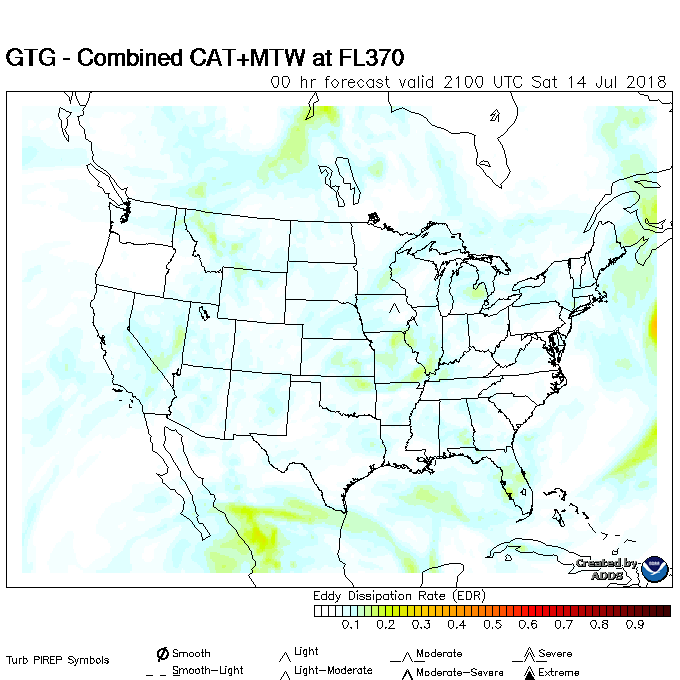 GTG - Combined CAT+MTW at FL370
00 hr forecast valid 2100 UTC Sat 14 Jul 2018
Created by
ADDS
Eddy Dissipation Rate (EDR)
0.1 0.2 0.3 0.4 0.5 0.6 0.7 0.8 0.9
Turb PIREP Symbols
Smooth Light Moderate Severe
Smooth-Light Light-Moderate Moderate-Severe Extreme